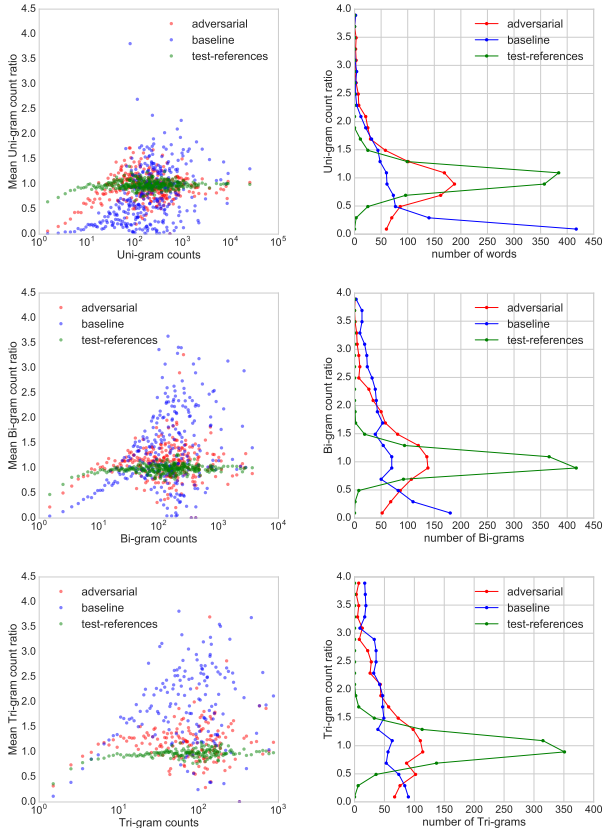 4.5
4.0
3.5
3.0
2.5
2.0
1.5
1.0
0.5
0.0
Mean Uni-gram count ratio
adversarial
baseline
test-references
10^0 10^1 10^2 10^3 10^4 10^5
Uni-gram counts
4.0
3.5
3.0
2.5
2.0
1.5
1.0
0.5
0.0
Uni-gram count ratio
adversarial
baseline
test-references
0 50 100 150 200 250 300 350 400 450
number of words
4.5
4.0
3.5
3.0
2.5
2.0
1.5
1.0
0.5
0.0
Mean Bi-gram count ratio
adversarial
baseline
test-references
10^0 10^1 10^2 10^3 10^4
Bi-gram counts
4.0
3.5
3.0
2.5
2.0
1.5
1.0
0.5
0.0
Bi-gram count ratio
adversarial
baseline
test-references
0 50 100 150 200 250 300 350 400 450
number of Bi-grams
4.5
4.0
3.5
3.0
2.5
2.0
1.5
1.0
0.5
0.0
Mean Tri-gram count ratio
adversarial
baseline
test-references
10^0 10^1 10^2 10^3
Tri-gram counts
4.0
3.5
3.0
2.5
2.0
1.5
1.0
0.5
0.0
Tri-gram count ratio
adversarial
baseline
test-references
0 50 100 150 200 250 300 350 400 450
number of Tri-grams